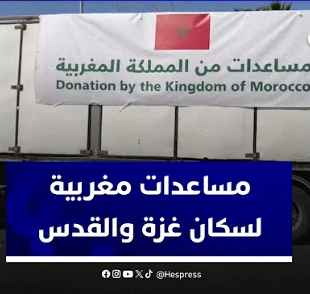 مساعدات من المملكة المغربية
Donation by the Kingdom of Morocco
مساعدات مغربية
لسكان غزة والقدس
@Hespress